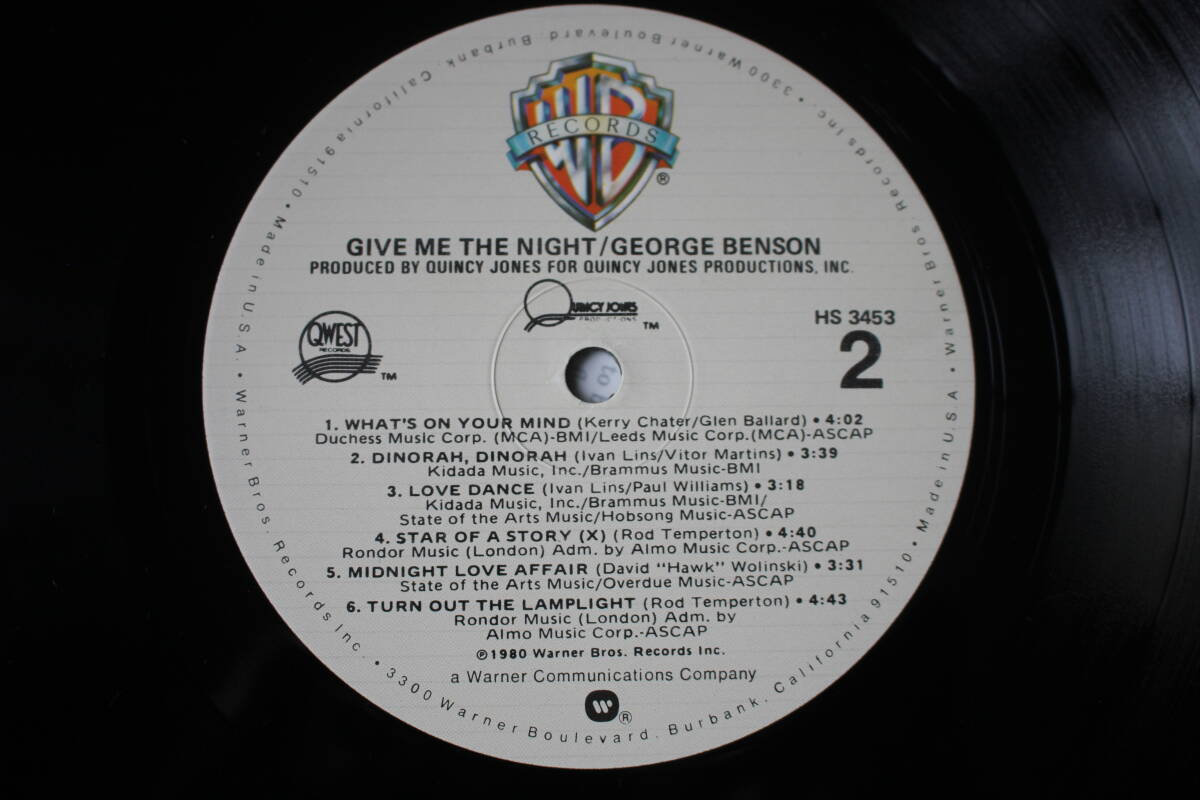 WB
RECORDS
®
GIVE ME THE NIGHT/GEORGE BENSON
PRODUCED BY QUINCY JONES FOR QUINCY JONES PRODUCTIONS, INC.
QUINCY JONES
PRODUCTIONS
TM
QWEST
RECORDS
TM
HS 3453
2
1. WHAT'S ON YOUR MIND (Kerry Chater/Glen Ballard) • 4:02
Duchess Music Corp. (MCA)-BMI/Leeds Music Corp.(MCA)-ASCAP
2. DINORAH, DINORAH (Ivan Lins/Vitor Martins) • 3:39
Kidada Music, Inc./Brammus Music-BMI
3. LOVE DANCE (Ivan Lins/Paul Williams) • 3:18
Kidada Music, Inc./Brammus Music-BMI/
State of the Arts Music/Hobsong Music-ASCAP
4. STAR OF A STORY (X) (Rod Temperton) • 4:40
Rondor Music (London) Adm. by Almo Music Corp.-ASCAP
5. MIDNIGHT LOVE AFFAIR (David "Hawk" Wolinski) • 3:31
State of the Arts Music/Overdue Music-ASCAP
6. TURN OUT THE LAMPLIGHT (Rod Temperton) • 4:43
Rondor Music (London) Adm. by
Almo Music Corp.-ASCAP
℗1980 Warner Bros. Records Inc.
a Warner Communications Company
®
Warner Bros. Records Inc. • 3300 Warner Boulevard. Burbank. California 91510 • Made in U.S.A. • Warner Bros. Records Inc. • 3300 Warner Boulevard. Burbank. California 91510 • Made in U.S.A. •